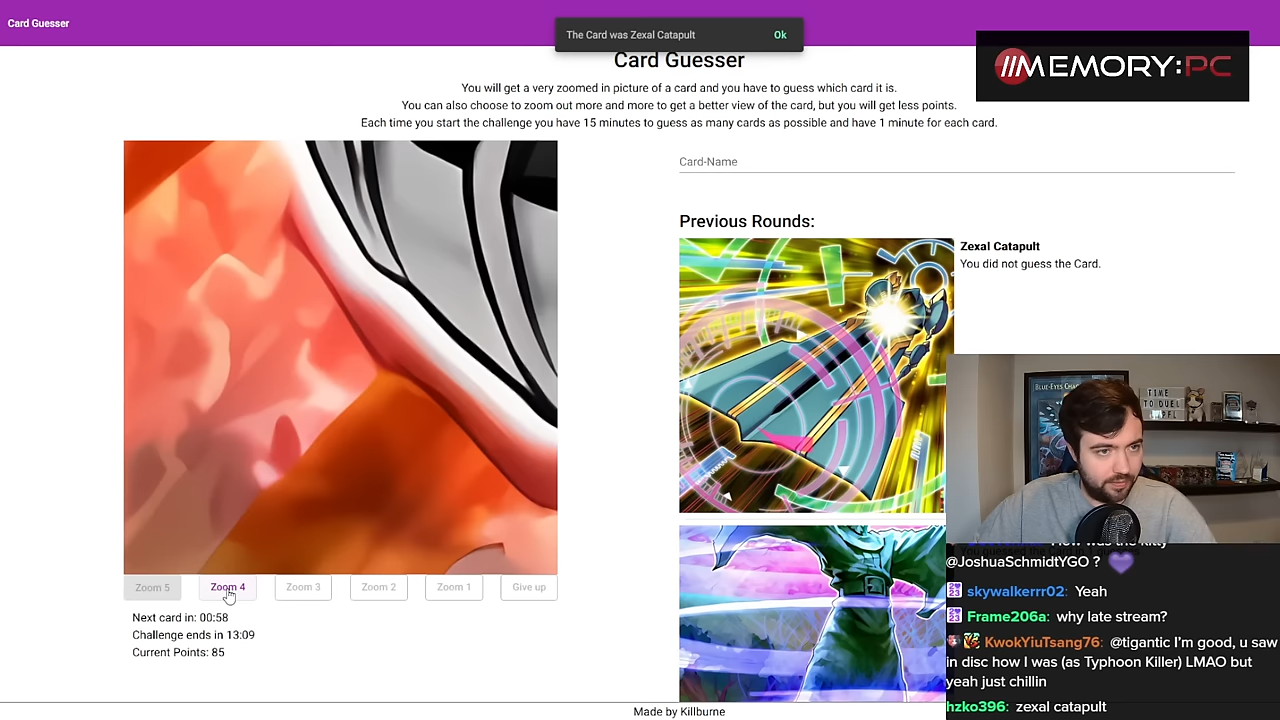 Card Guesser
The Card was Zexal Catapult
Ok
MEMORY:PC
Card Guesser
You will get a very zoomed in picture of a card and you have to guess which card it is.
You can also choose to zoom out more and more to get a better view of the card, but you will get less points.
Each time you start the challenge you have 15 minutes to guess as many cards as possible and have 1 minute for each card.
Card-Name
Previous Rounds:
Zexal Catapult
You did not guess the Card.
Zoom 5
Zoom 4
Zoom 3
Zoom 2
Zoom 1
Give up
Next card in: 00:58
Challenge ends in 13:09
Current Points: 85
Made by Killburne
TIME
TO DUEL
@JoshuaSchmidtYGO ?
skywalkerrr02: Yeah
Frame206a: why late stream?
KwokYiuTsang76: @tigantic I'm good, u saw
in disc how I was (as Typhoon Killer) LMAO but
yeah just chillin
hzko396: zexal catapult